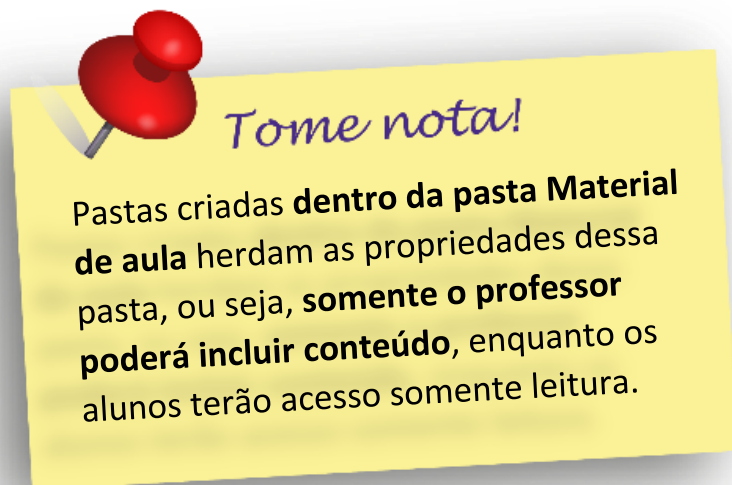 Tome nota!
Pastas criadas dentro da pasta Material
de aula herdam as propriedades dessa
pasta, ou seja, somente o professor
poderá incluir conteúdo, enquanto os
alunos terão acesso somente leitura.